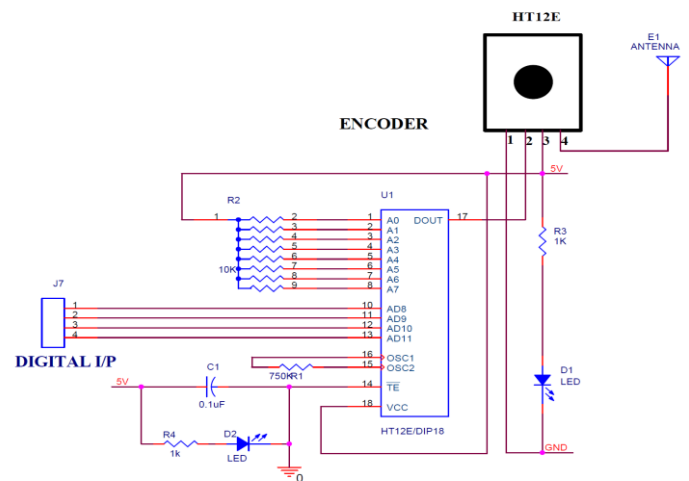 HT12E
E1
ANTENNA
ENCODER
1 2 3 4
5V
U1
R2
1
2
3
4
5
6
7
8
9
10K
1
2
3
4
5
6
7
8
A0
A1
A2
A3
A4
A5
A6
A7
DOUT
17
R3
1K
J7
1
2
3
4
DIGITAL I/P
10
11
12
13
AD8
AD9
AD10
AD11
16
15
OSC1
OSC2
750K
R1
C1
0.1uF
5V
14
TE
18
VCC
D1
LED
R4
1k
D2
LED
HT12E/DIP18
GND
0